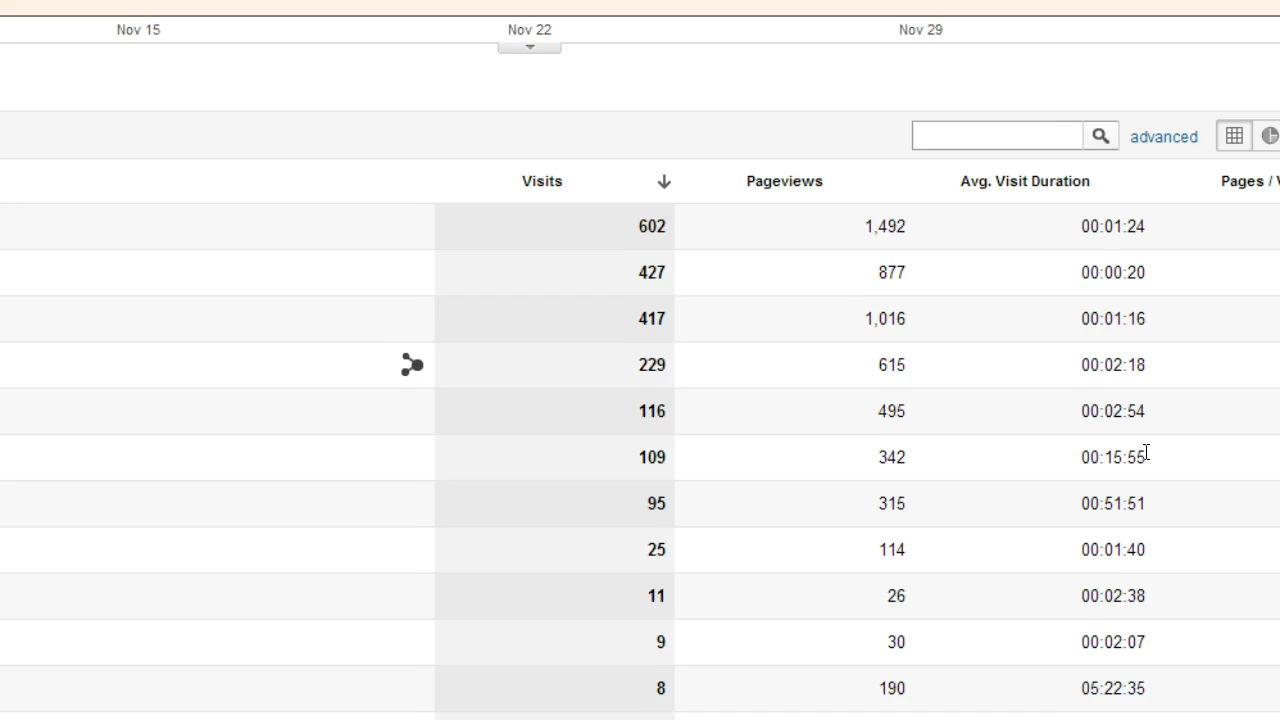 Nov 15 Nov 22 Nov 29
advanced
Visits Pageviews Avg. Visit Duration Pages /
602 1,492 00:01:24
427 877 00:00:20
417 1,016 00:01:16
229 615 00:02:18
116 495 00:02:54
109 342 00:15:55
95 315 00:51:51
25 114 00:01:40
11 26 00:02:38
9 30 00:02:07
8 190 05:22:35